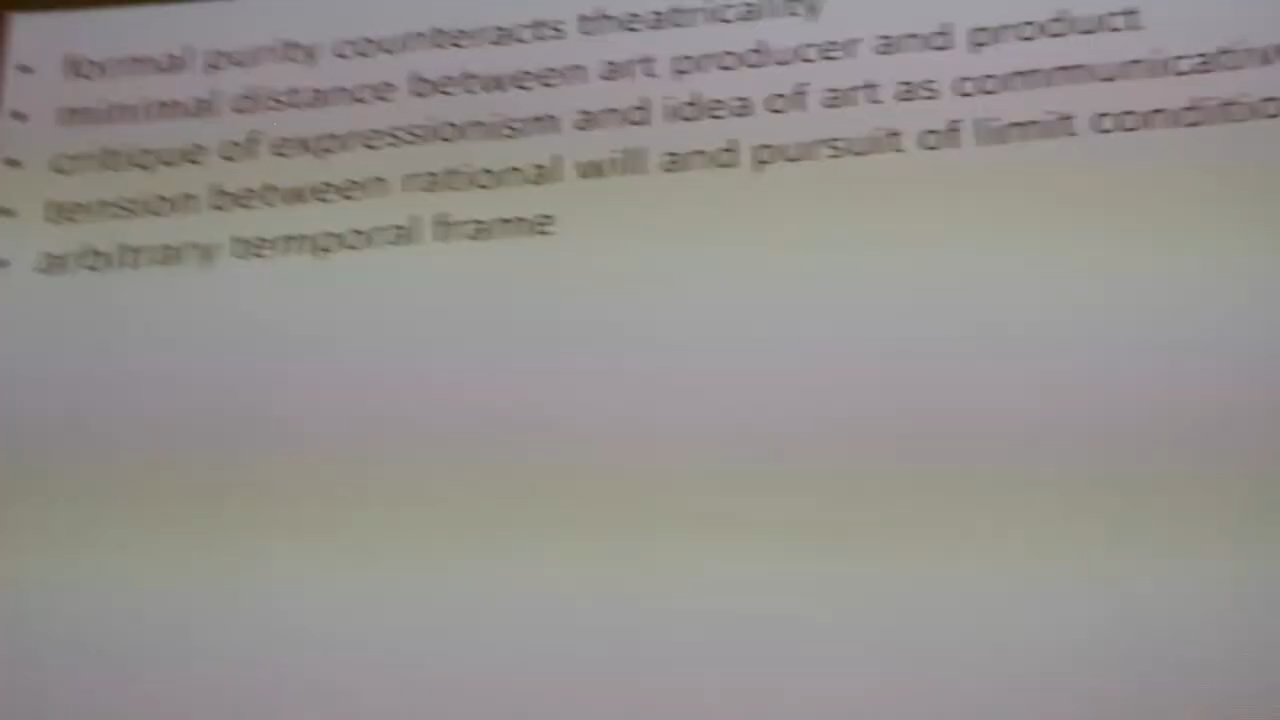 • formal purity counteracts theatricality
• minimal distance between art producer and product
• critique of expressionism and idea of art as
• tension between rational will and pursuit of limit
• arbitrary temporal frame